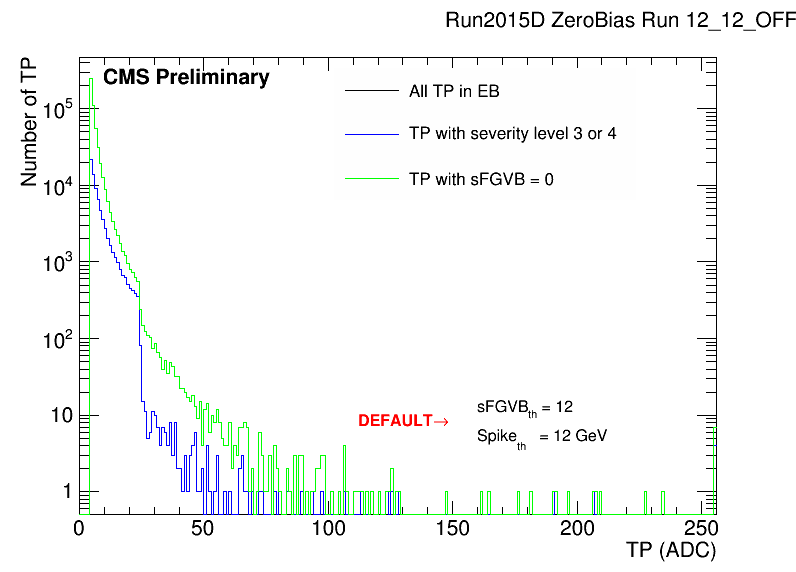 Run2015D ZeroBias Run 12_12_OFF
CMS Preliminary
Number of TP
All TP in EB
TP with severity level 3 or 4
TP with sFGVB = 0
10^5
10^4
10^3
10^2
10
1
DEFAULT→
sFGVB_th = 12
Spike_th = 12 GeV
0 50 100 150 200 250
TP (ADC)